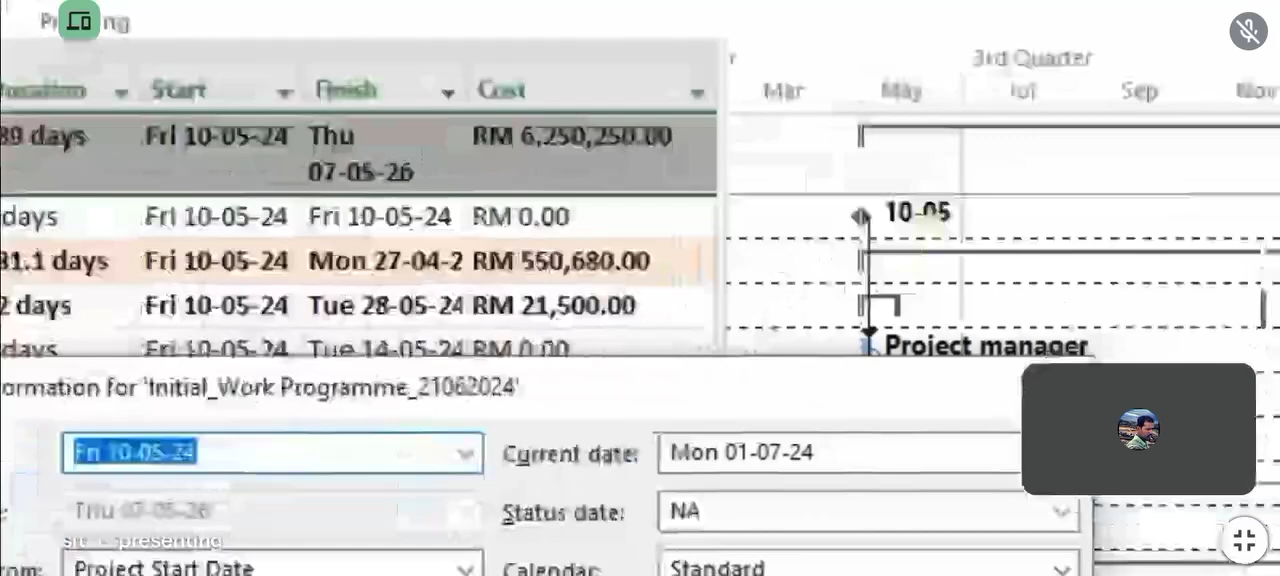 3rd Quarter
Start Finish Cost Mar May Jul Sep Nov
89 days Fri 10-05-24 Thu 07-05-26 RM 6,250,250.00
days Fri 10-05-24 Fri 10-05-24 RM 0.00 10-05
31.1 days Fri 10-05-24 Mon 27-04-2 RM 550,680.00
2 days Fri 10-05-24 Tue 28-05-24 RM 21,500.00
days Fri 10-05-24 Tue 14-05-24 RM 0.00 Project manager
ormation for 'Initial_Work Programme_21062024'
Fri 10-05-24 Current date: Mon 01-07-24
Thu 07-05-26 Status date: NA
presenting
rom: Project Start Date Calendar: Standard